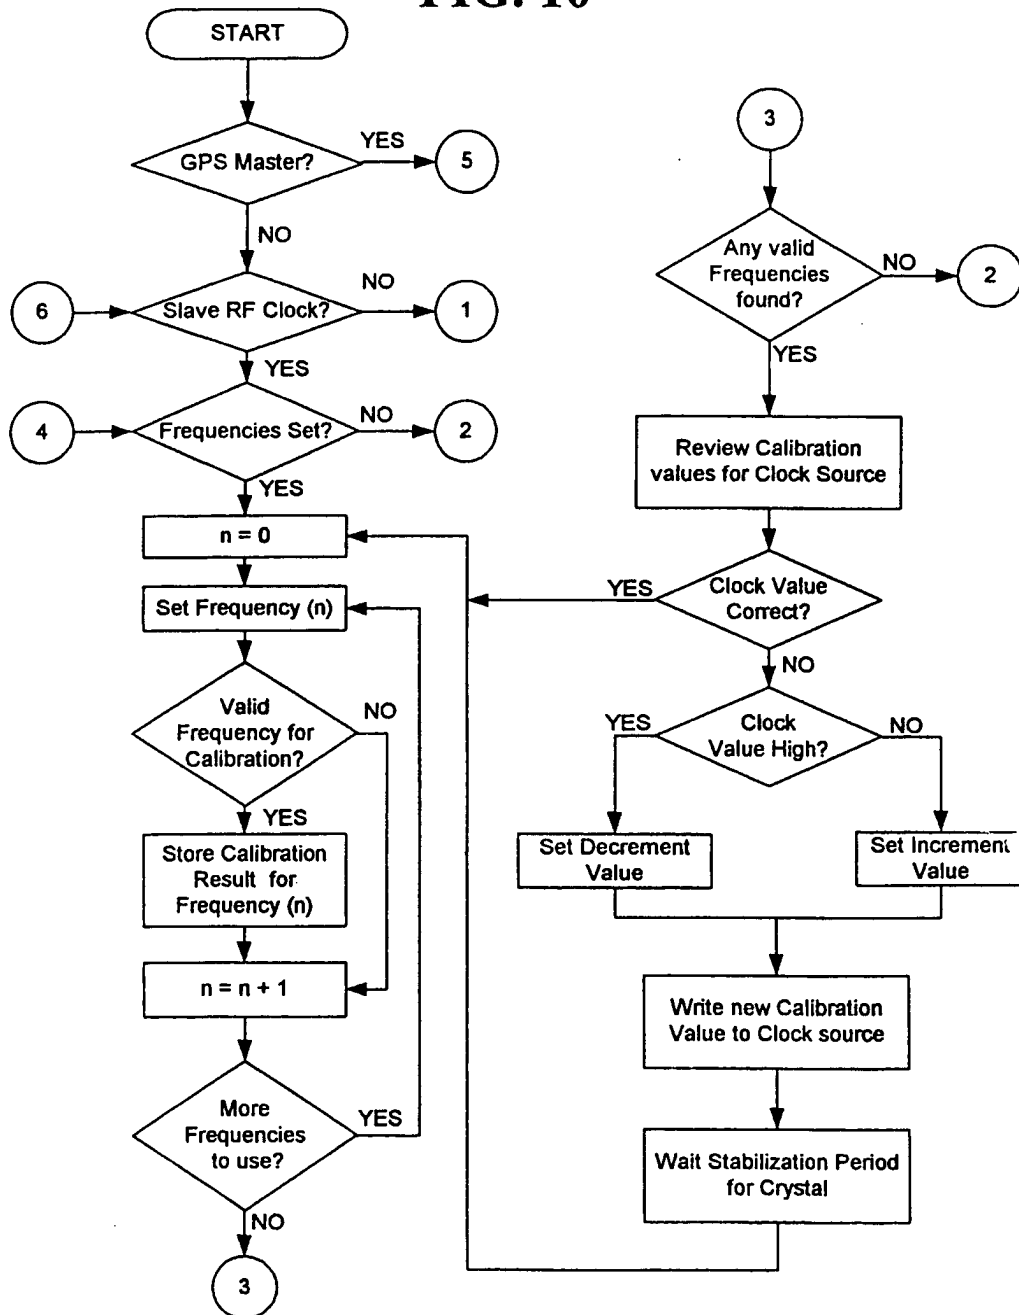 FIG. 10
START
GPS Master?
YES
5
NO
6
Slave RF Clock?
NO
1
YES
4
Frequencies Set?
NO
2
YES
n = 0
Set Frequency (n)
Valid
Frequency for
Calibration?
NO
YES
Store Calibration
Result for
Frequency (n)
n = n + 1
More
Frequencies
to use?
YES
NO
3
3
Any valid
Frequencies
found?
NO
2
YES
Review Calibration
values for Clock Source
Clock Value
Correct?
YES
NO
Clock
Value High?
YES
NO
Set Decrement
Value
Set Increment
Value
Write new Calibration
Value to Clock source
Wait Stabilization Period
for Crystal